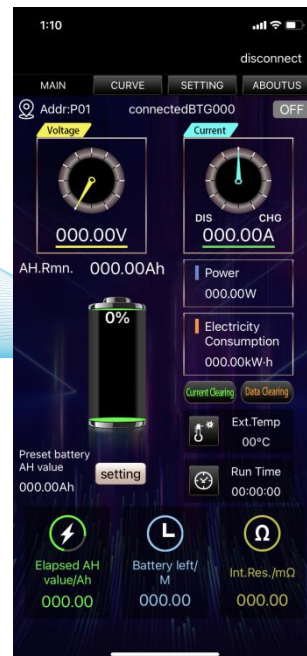 1:10
disconnect
MAIN CURVE SETTING ABOUTUS
Addr:P01 connectedBTG000 OFF
Voltage
Current
000.00V
DIS CHG
000.00A
AH.Rmn. 000.00Ah
0%
Power
000.00W
Electricity
Consumption
000.00kW·h
Current Clearing Data Clearing
Ext.Temp
00°C
Preset battery
AH value
000.00Ah
setting
Run Time
00:00:00
Elapsed AH
value/Ah
000.00
Battery left/
M
000.00
Ω
Int.Res./mΩ
000.00